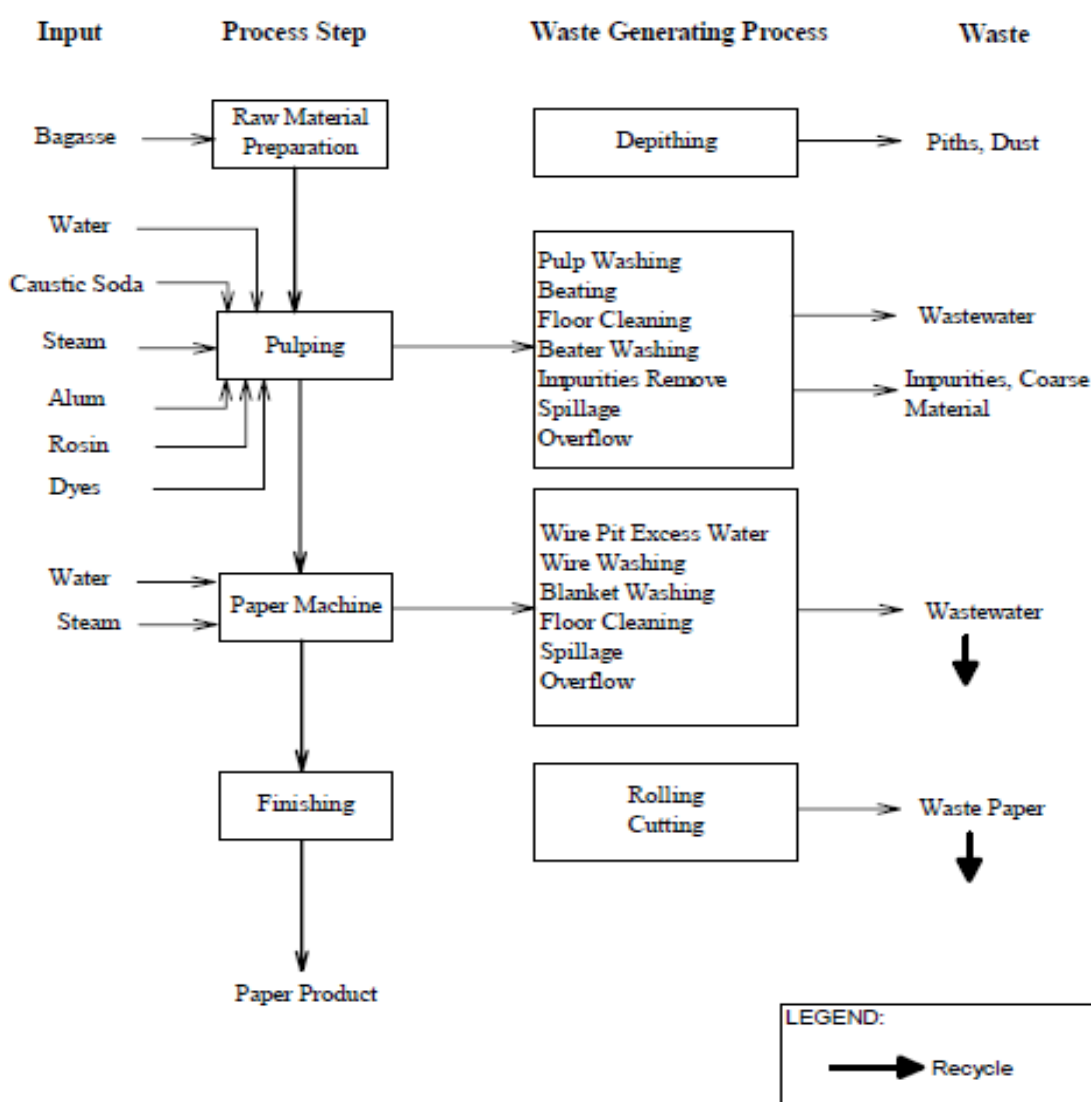 Input
Process Step
Waste Generating Process
Waste
Bagasse
Raw Material
Preparation
Depithing
Piths, Dust
Water
Caustic Soda
Steam
Alum
Rosin
Dyes
Pulping
Pulp Washing
Beating
Floor Cleaning
Beater Washing
Impurities Remove
Spillage
Overflow
Wastewater
Impurities, Coarse
Material
Water
Steam
Paper Machine
Wire Pit Excess Water
Wire Washing
Blanket Washing
Floor Cleaning
Spillage
Overflow
Wastewater
Finishing
Rolling
Cutting
Waste Paper
Paper Product
LEGEND:
Recycle